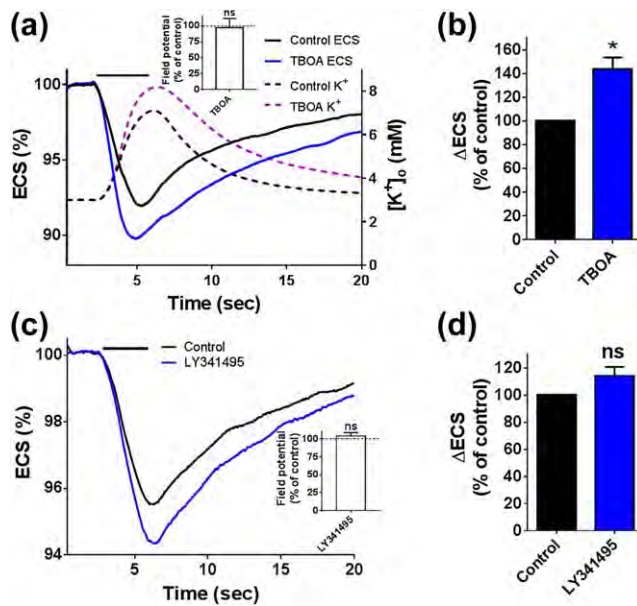 (a)
ECS (%)
100
95
90
5
10
15
20
Time (sec)
[K+]o (mM)
8
6
4
2
0
Field potential
(% of control)
100
75
50
25
0
ns
TBOA
Control ECS
TBOA ECS
Control K+
TBOA K+
(b)
ΔECS
(% of control)
160
140
120
100
80
60
40
20
0
*
Control
TBOA
(c)
ECS (%)
100
98
96
94
5
10
15
20
Time (sec)
Control
LY341495
Field potential
(% of control)
100
75
50
25
0
ns
LY341495
(d)
ΔECS
(% of control)
120
100
80
60
40
20
0
ns
Control
LY341495